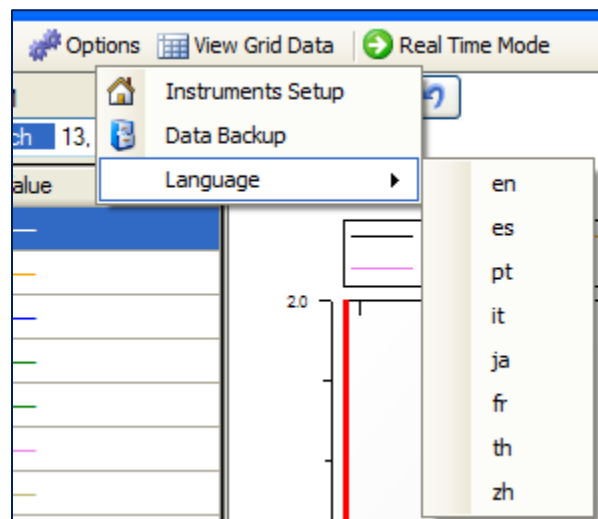 Options View Grid Data Real Time Mode
Instruments Setup
13,
Data Backup
Language
en
es
pt
2.0
it
ja
fr
th
zh